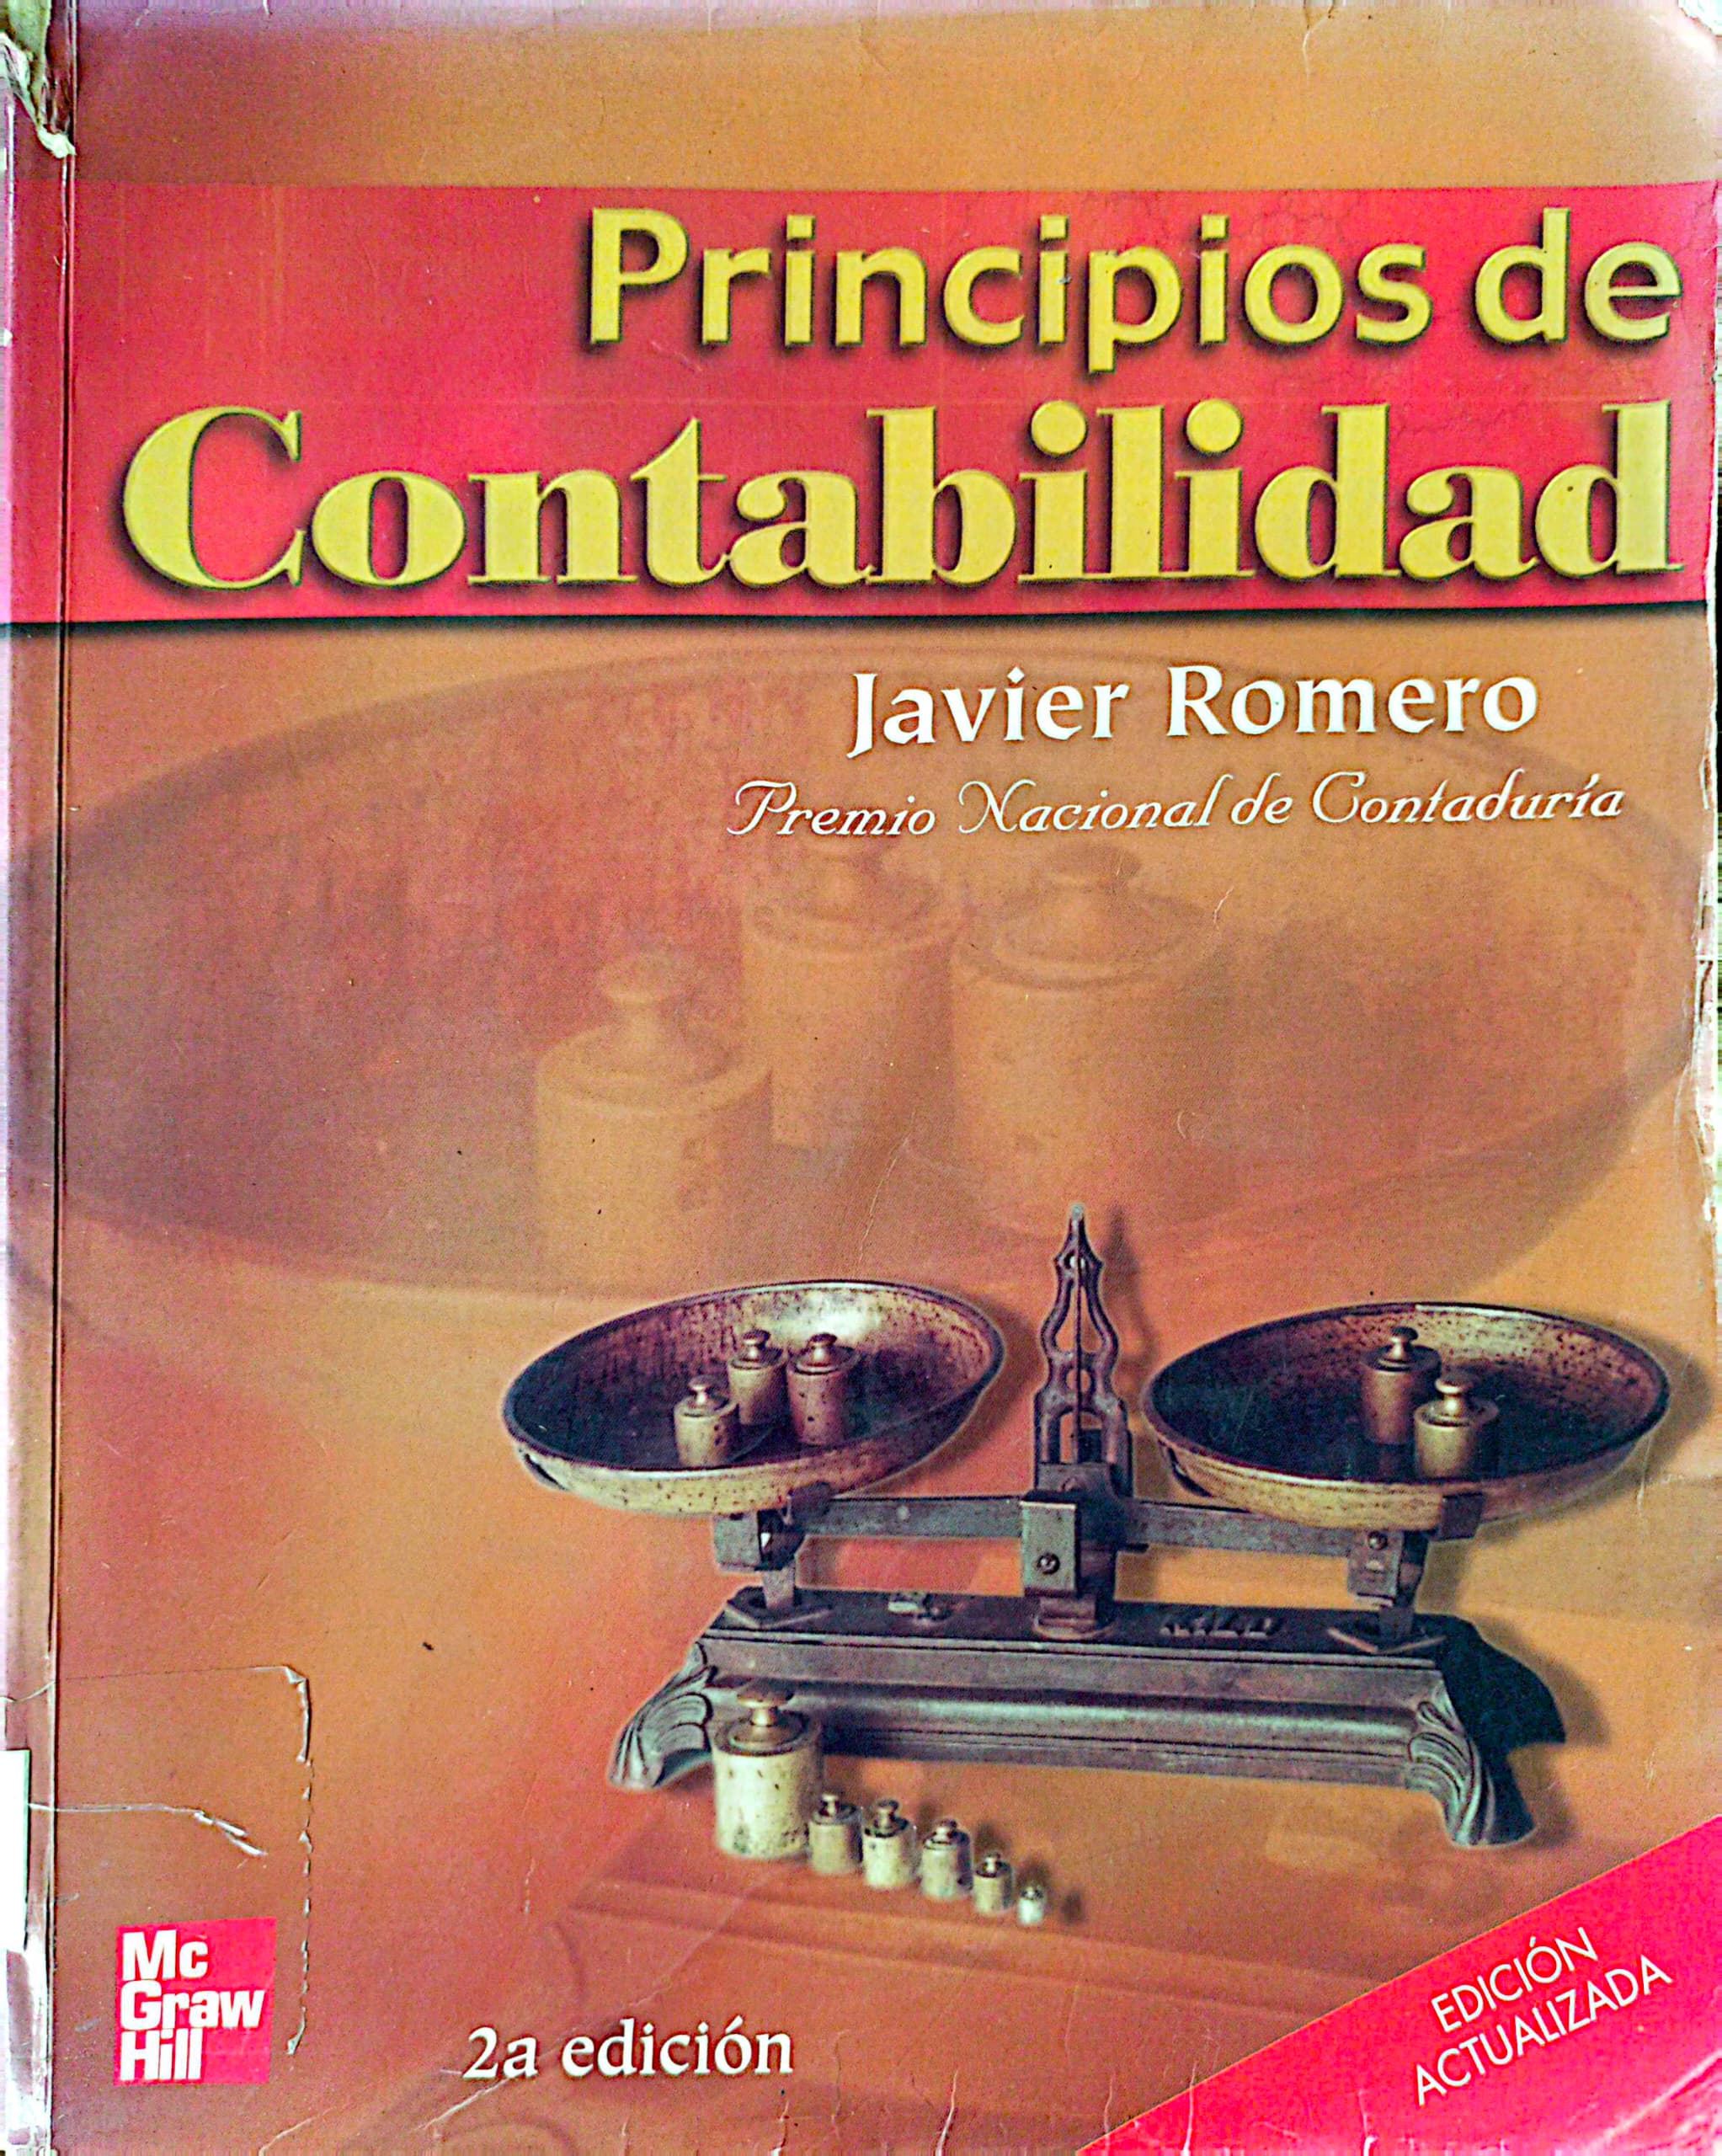 Principios de
Contabilidad
Javier Romero
Premio Nacional de Contaduría
Mc
Graw
Hill
2a edición
EDICIÓN
ACTUALIZADA